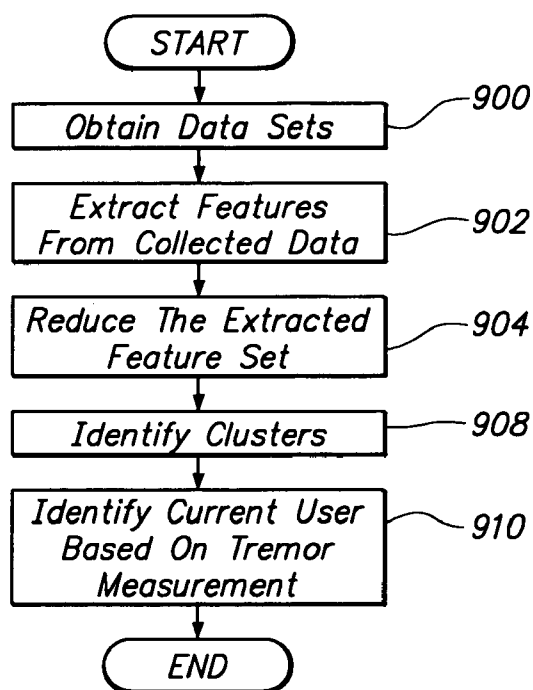 START
Obtain Data Sets
900
Extract Features
From Collected Data
902
Reduce The Extracted
Feature Set
904
Identify Clusters
908
Identify Current User
Based On Tremor
Measurement
910
END